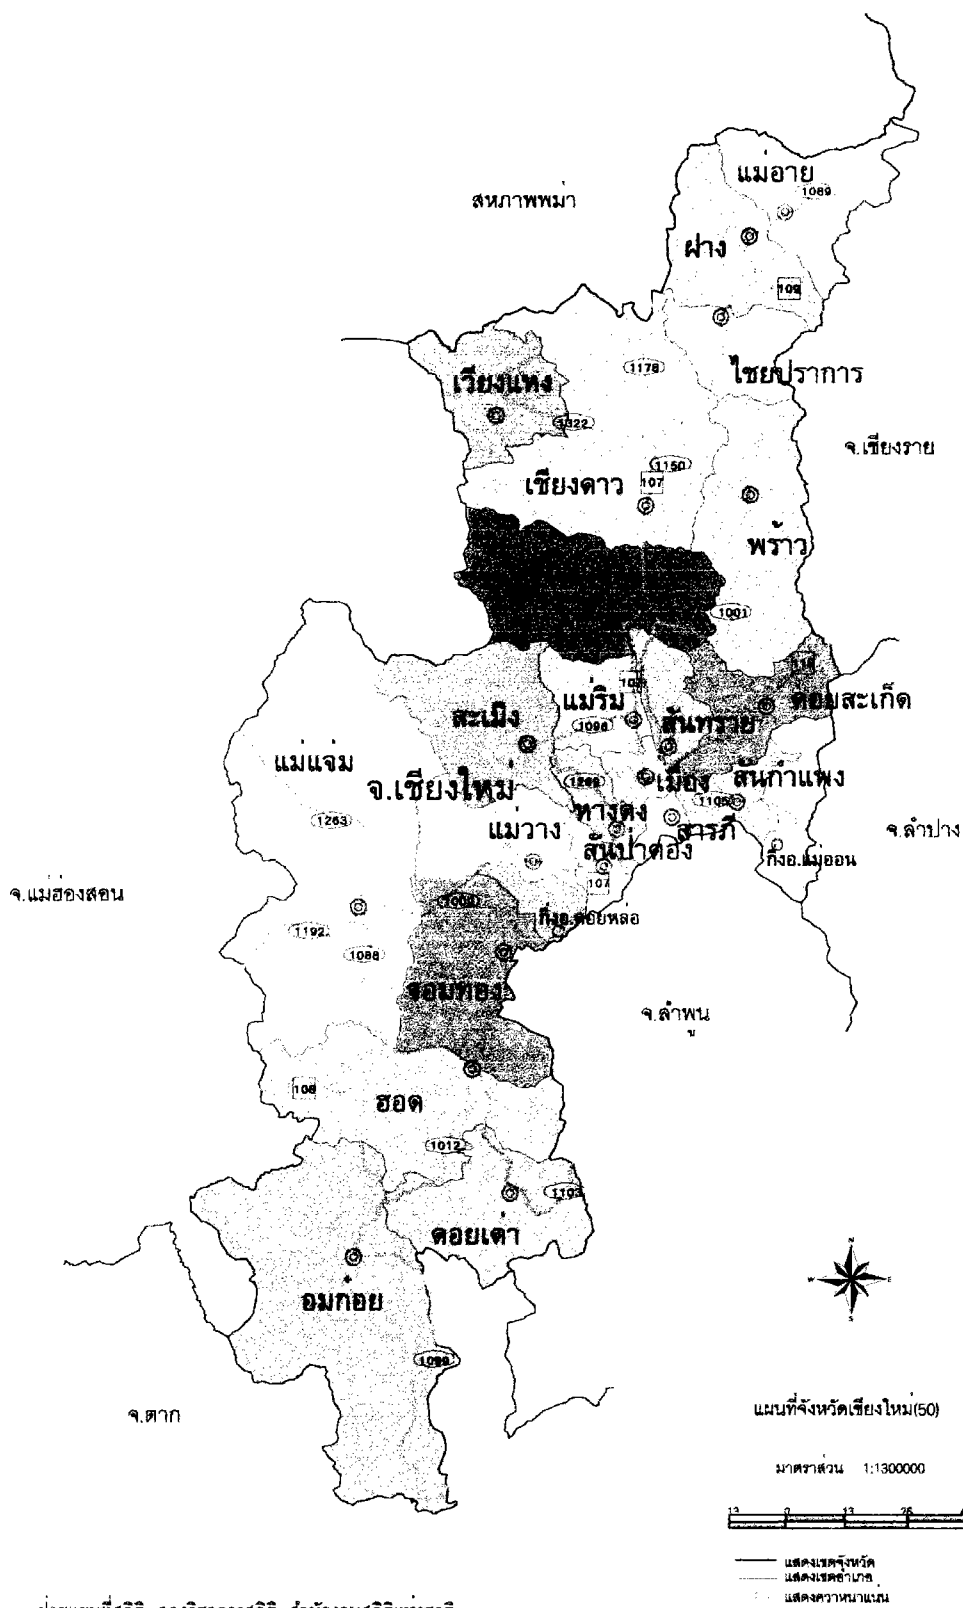 แม่อาย
1089
สหภาพพม่า
ฝาง
109
1178
ไชยปราการ
เวียงแหง
1322
จ.เชียงราย
1150
เชียงดาว
107
พร้าว
1001
แม่ริม
ดอยสะเก็ด
สะเมิง
1096
สันทราย
แม่แจ่ม
จ.เชียงใหม่
เมือง
สันกำแพง
1269
หางดง
1263
แม่วาง
สารภี
จ.ลำปาง
สันป่าตอง
กิ่งอ.แม่ออน
107
จ.แม่ฮ่องสอน
กิ่งอ.ดอยหล่อ
1192
1088
จอมทอง
จ.ลำพูน
108
ฮอด
1012
1103
ดอยเต่า
N
W
E
S
อมก๋อย
1099
จ.ตาก
แผนที่จังหวัดเชียงใหม่(50)
มาตราส่วน 1:1300000
13 0 13 26
แสดงเขตจังหวัด
แสดงเขตอำเภอ